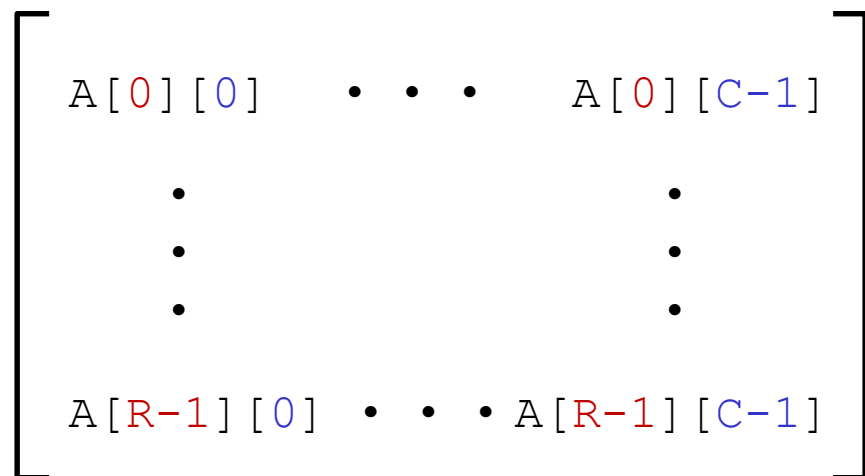 A[0][0] • • • A[0][C-1]
• •
• •
• •
A[R-1][0] • • • A[R-1][C-1]